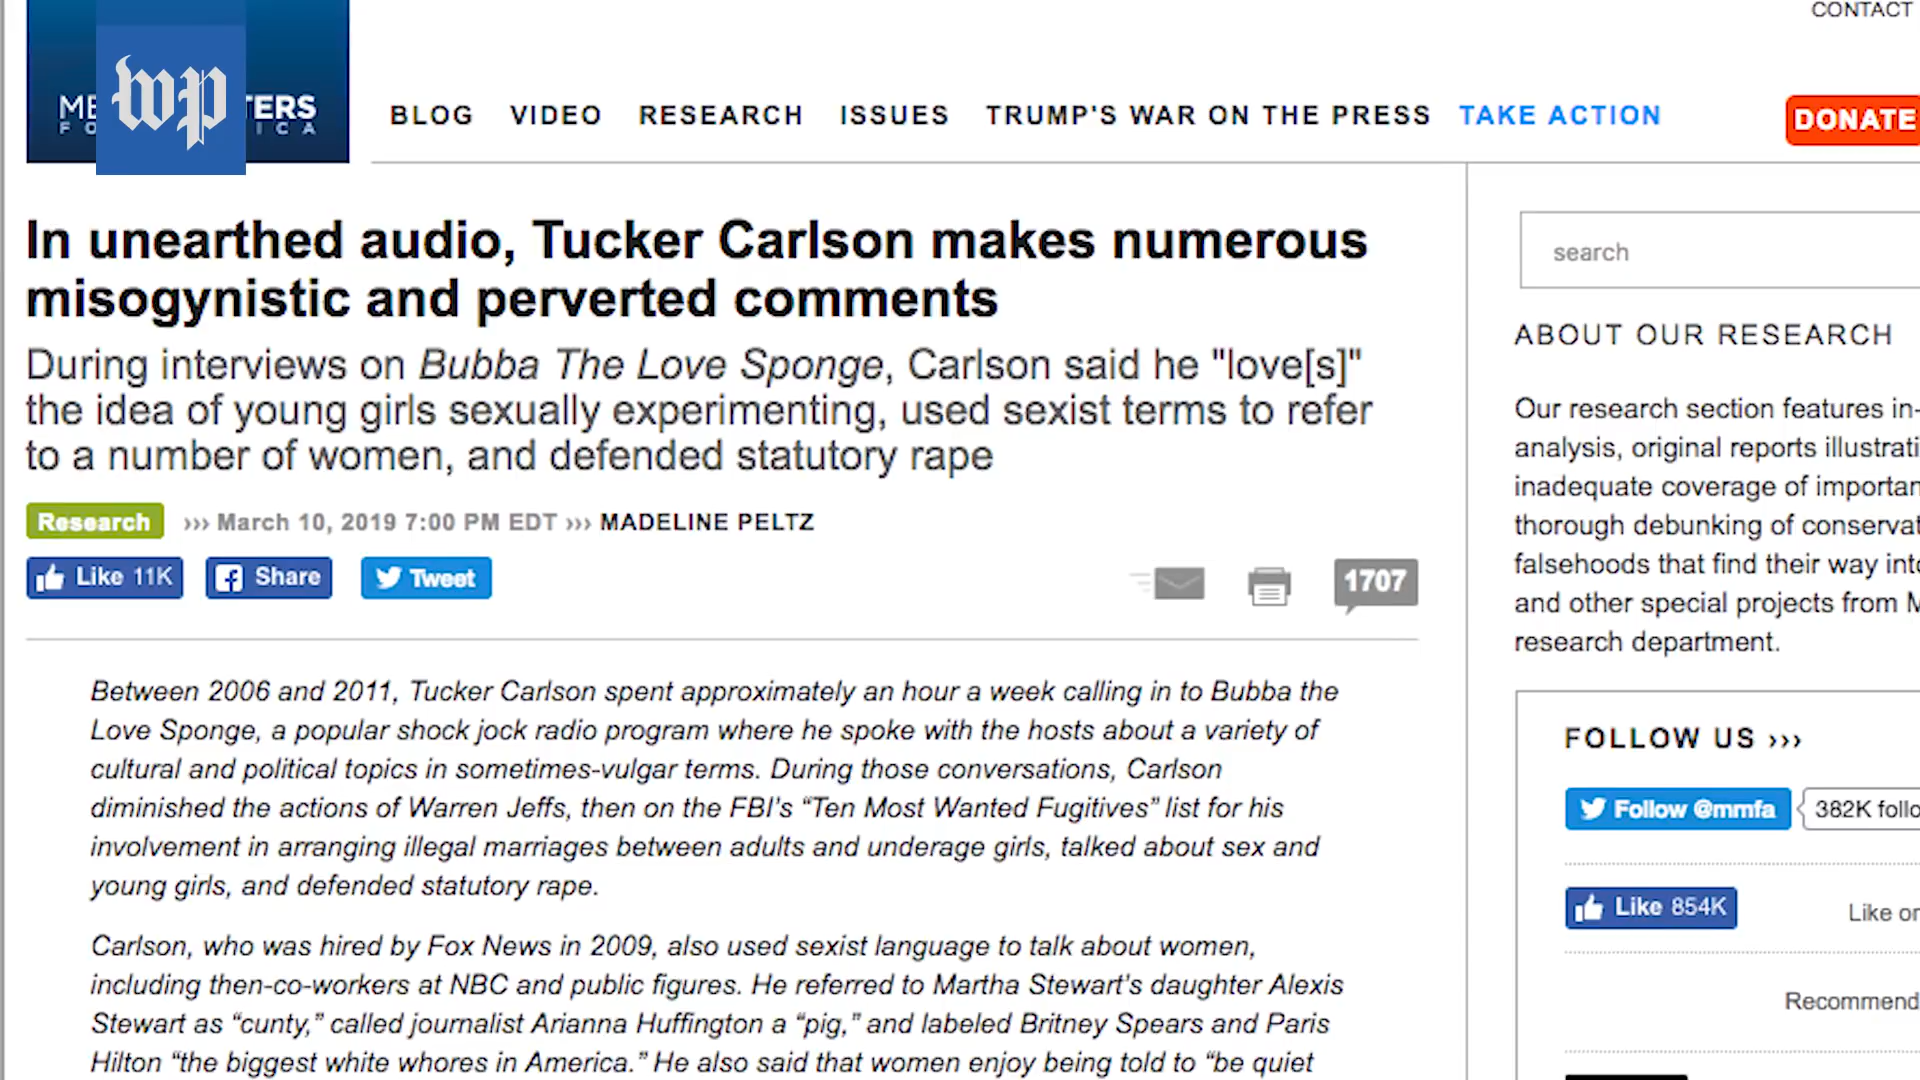 CONTACT
wp
ME TERS
FO ICA
BLOG VIDEO RESEARCH ISSUES TRUMP'S WAR ON THE PRESS TAKE ACTION
DONATE
In unearthed audio, Tucker Carlson makes numerous
misogynistic and perverted comments
During interviews on Bubba The Love Sponge, Carlson said he "love[s]"
the idea of young girls sexually experimenting, used sexist terms to refer
to a number of women, and defended statutory rape
Research ››› March 10, 2019 7:00 PM EDT ››› MADELINE PELTZ
Like 11K Share Tweet 1707
Between 2006 and 2011, Tucker Carlson spent approximately an hour a week calling in to Bubba the
Love Sponge, a popular shock jock radio program where he spoke with the hosts about a variety of
cultural and political topics in sometimes-vulgar terms. During those conversations, Carlson
diminished the actions of Warren Jeffs, then on the FBI's “Ten Most Wanted Fugitives” list for his
involvement in arranging illegal marriages between adults and underage girls, talked about sex and
young girls, and defended statutory rape.
Carlson, who was hired by Fox News in 2009, also used sexist language to talk about women,
including then-co-workers at NBC and public figures. He referred to Martha Stewart's daughter Alexis
Stewart as “cunty,” called journalist Arianna Huffington a “pig,” and labeled Britney Spears and Paris
Hilton “the biggest white whores in America.” He also said that women enjoy being told to “be quiet
search
ABOUT OUR RESEARCH
Our research section features in-
analysis, original reports illustrati
inadequate coverage of importan
thorough debunking of conservat
falsehoods that find their way into
and other special projects from M
research department.
FOLLOW US ›››
Follow @mmfa 382K follo
Like 854K Like or
Recommend